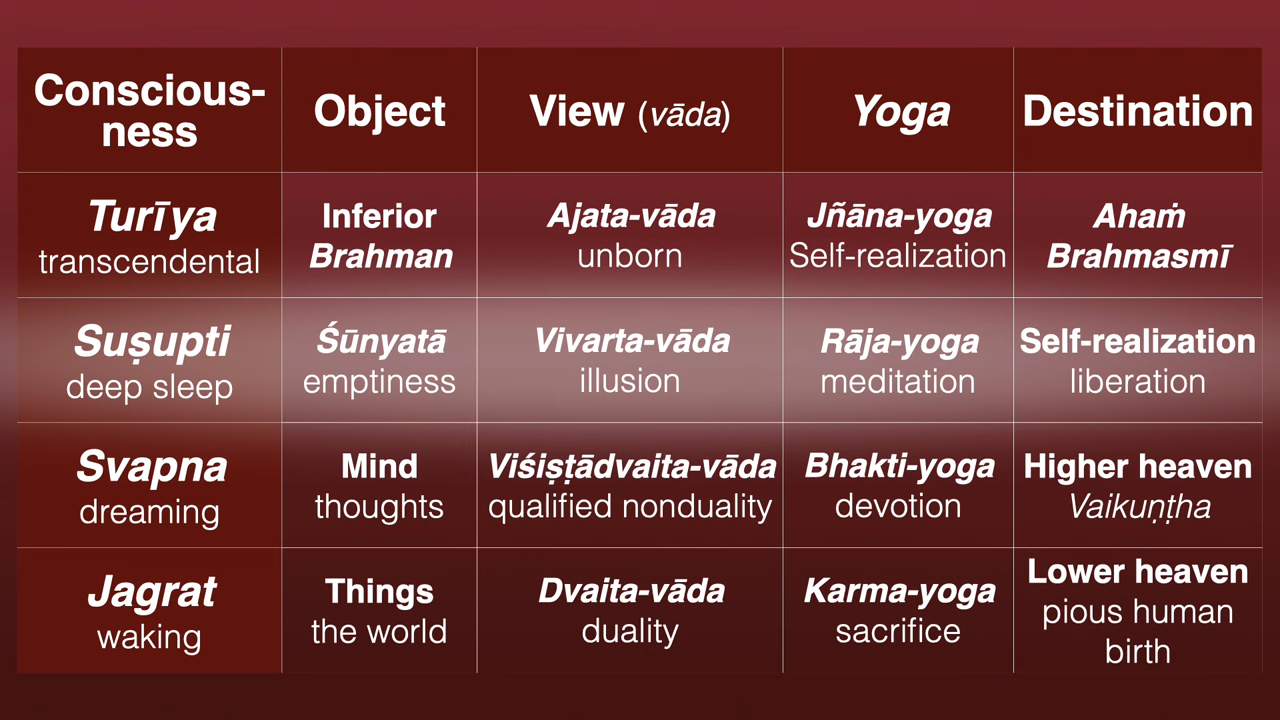 Conscious-
ness
Object
View (vāda)
Yoga
Destination
Turīya
transcendental
Inferior
Brahman
Ajata-vāda
unborn
Jñāna-yoga
Self-realization
Ahaṁ
Brahmasmī
Suṣupti
deep sleep
Śūnyatā
emptiness
Vivarta-vāda
illusion
Rāja-yoga
meditation
Self-realization
liberation
Svapna
dreaming
Mind
thoughts
Viśiṣṭādvaita-vāda
qualified nonduality
Bhakti-yoga
devotion
Higher heaven
Vaikuṇṭha
Jagrat
waking
Things
the world
Dvaita-vāda
duality
Karma-yoga
sacrifice
Lower heaven
pious human
birth